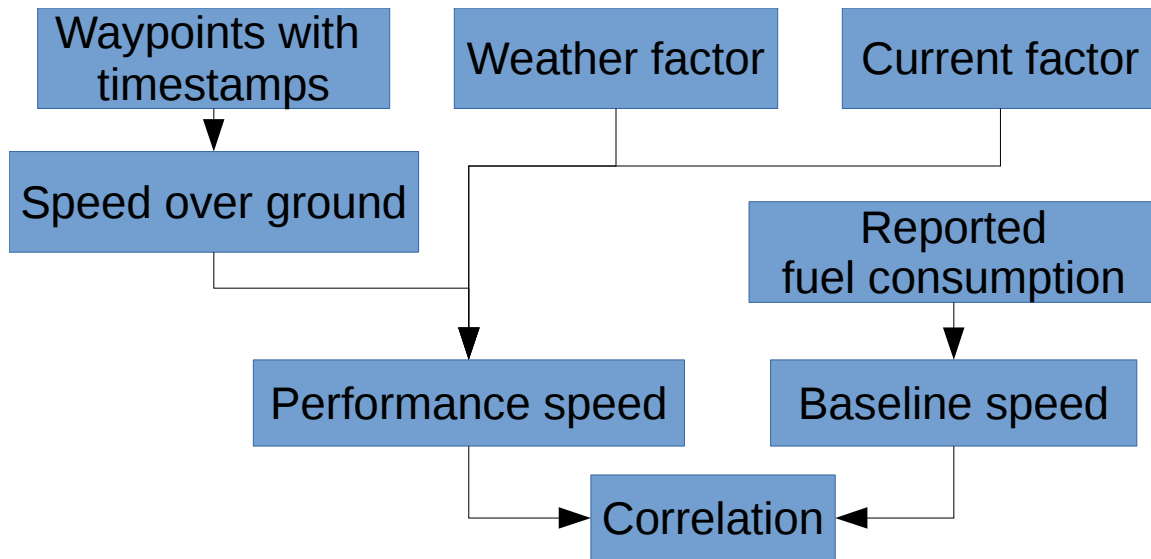 Waypoints with
timestamps
Weather factor
Current factor
Speed over ground
Reported
fuel consumption
Performance speed
Baseline speed
Correlation